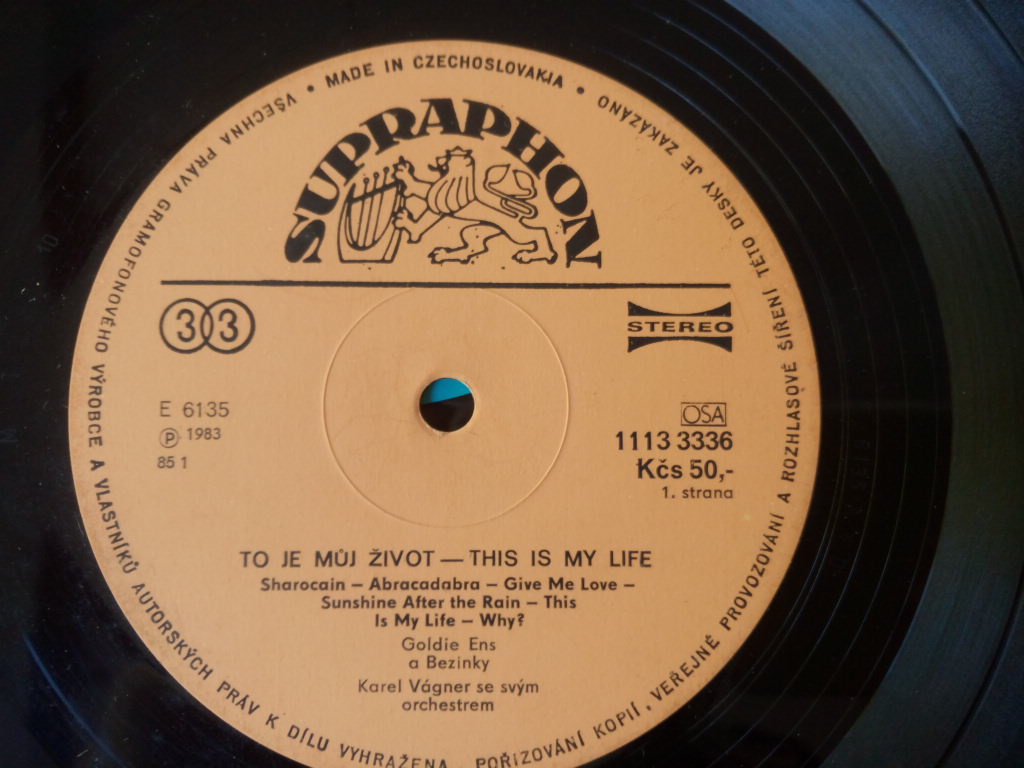 VŠECHNA PRÁVA GRAMOFONOVÉHO VÝROBCE A VLASTNÍKŮ AUTORSKÝCH PRÁV K DÍLU VYHRAŽENA. POŘIZOVÁNÍ KOPIÍ, VEŘEJNÉ PROVOZOVÁNÍ A ROZHLASOVÉ ŠÍŘENÍ TÉTO DESKY JE ZAKÁZÁNO • MADE IN CZECHOSLOVAKIA •
SUPRAPHON
33
STEREO
E 6135
Ⓟ 1983
85 1
OSA
1113 3336
Kčs 50,-
1. strana
TO JE MŮJ ŽIVOT — THIS IS MY LIFE
Sharocain – Abracadabra – Give Me Love –
Sunshine After the Rain – This
Is My Life – Why?
Goldie Ens
a Bezinky
Karel Vágner se svým
orchestrem